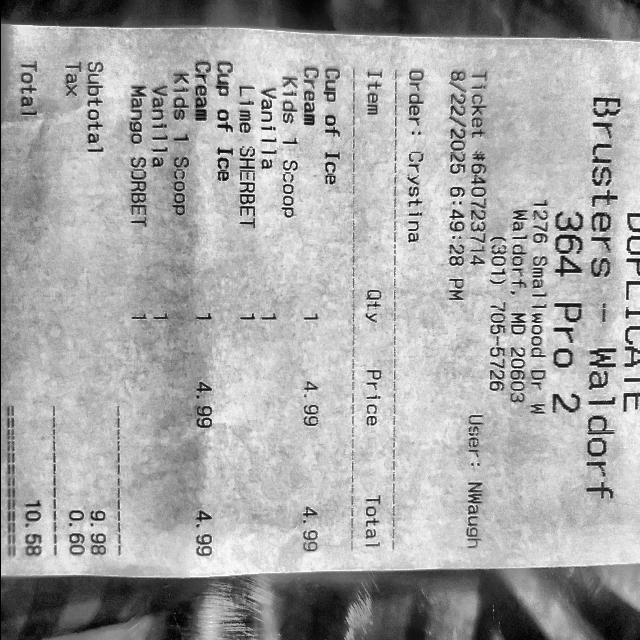 DUPLICATE
Brusters - Waldorf
364 Pro 2
1276 Smallwood Dr W
Waldorf, MD 20603
(301) 705-5726
Ticket #640723714 User: NWaugh
8/22/2025 6:49:28 PM
Order: Crystina
Item Qty Price Total
Cup of Ice
Cream 1 4.99 4.99
Kids 1 Scoop
Vanilla 1
Lime SHERBET 1
Cup of Ice
Cream 1 4.99 4.99
Kids 1 Scoop
Vanilla 1
Mango SORBET 1
Subtotal 9.98
Tax 0.60
Total 10.58